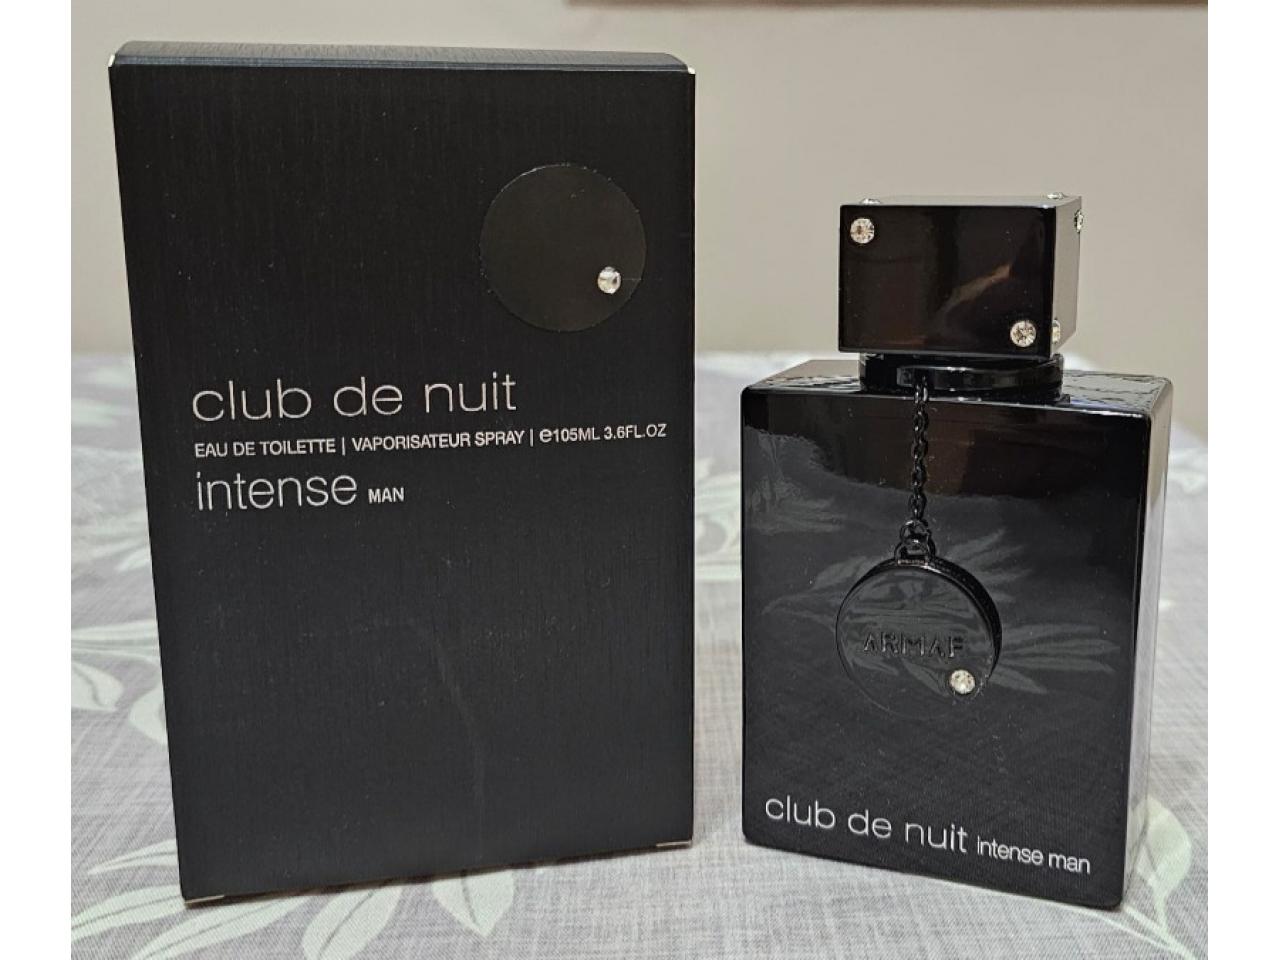 club de nuit
EAU DE TOILETTE | VAPORISATEUR SPRAY | e105ML 3.6FL.OZ
intense MAN
ARMAF
club de nuit intense man